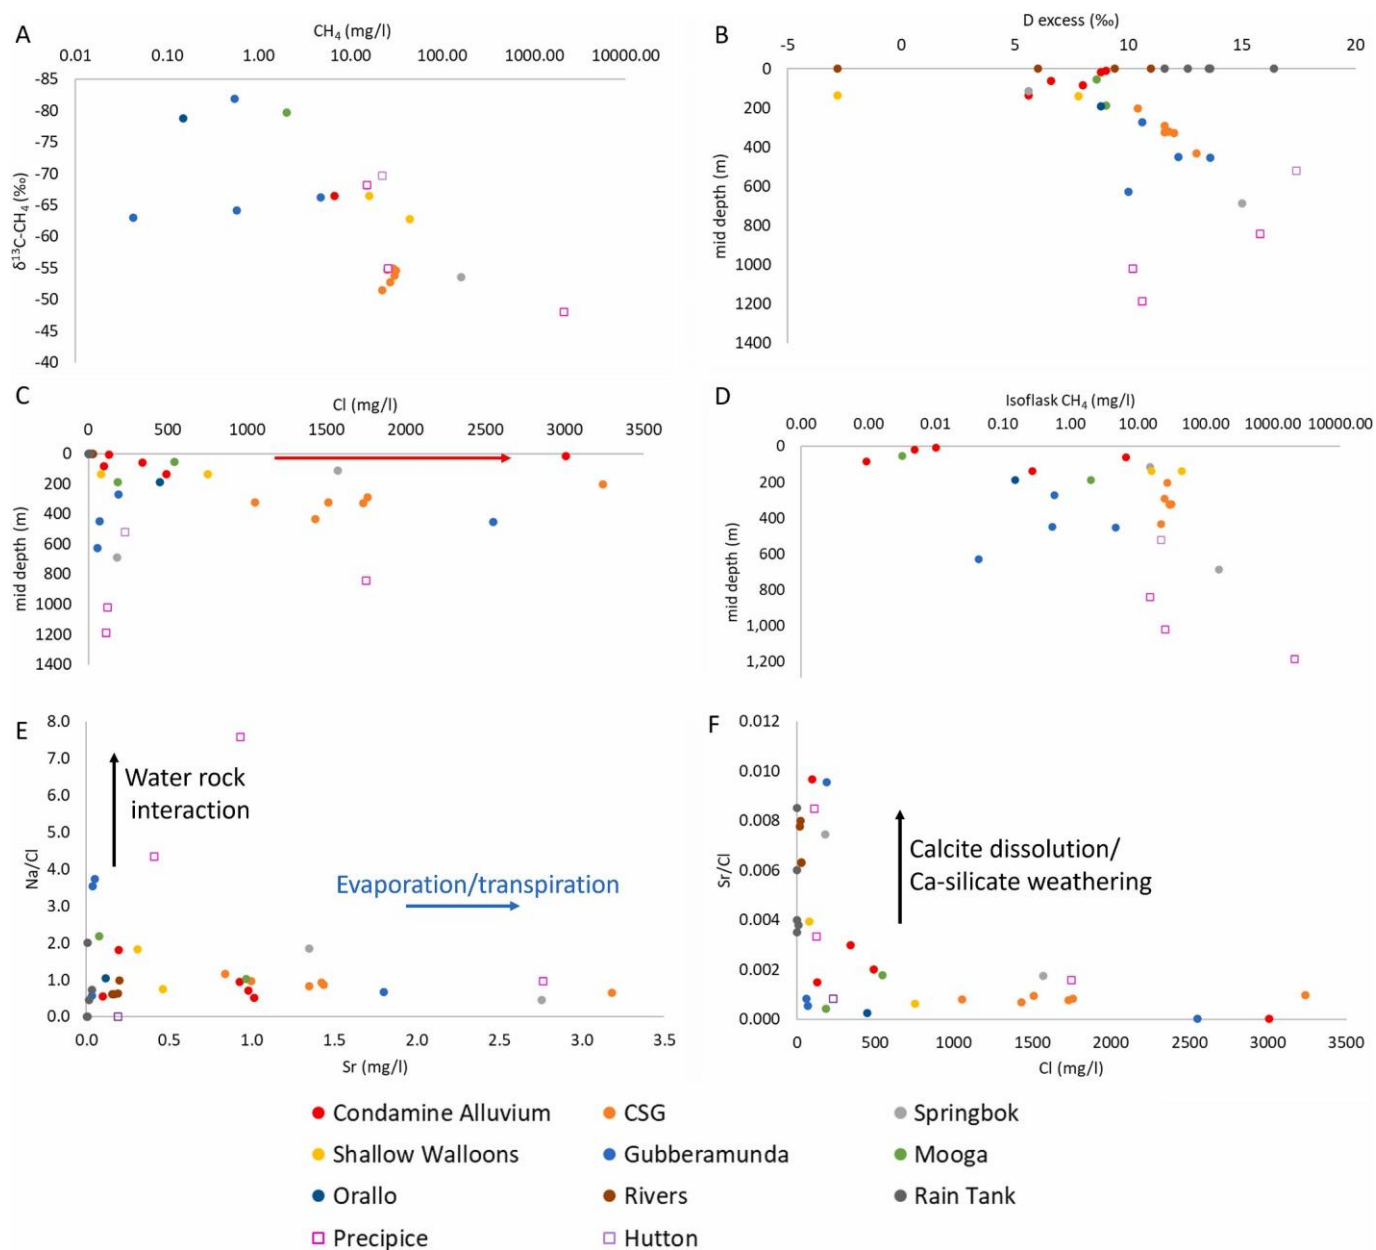 A
CH4 (mg/l)
0.01 0.10 1.00 10.00 100.00 1000.00 10000.00
-85
-80
-75
-70
-65
-60
-55
-50
-45
-40
δ13C-CH4 (‰)
B
D excess (‰)
-5 0 5 10 15 20
0
200
400
600
800
1000
1200
1400
mid depth (m)
C
Cl (mg/l)
0 500 1000 1500 2000 2500 3000 3500
0
200
400
600
800
1000
1200
1400
mid depth (m)
D
Isoflask CH4 (mg/l)
0.00 0.00 0.01 0.10 1.00 10.00 100.00 1000.00 10000.00
0
200
400
600
800
1,000
1,200
mid depth (m)
E
8.0
7.0
6.0
5.0
4.0
3.0
2.0
1.0
0.0
Na/Cl
Water rock
interaction
Evaporation/transpiration
0.0 0.5 1.0 1.5 2.0 2.5 3.0 3.5
Sr (mg/l)
F
0.012
0.010
0.008
0.006
0.004
0.002
0.000
Sr/Cl
Calcite dissolution/
Ca-silicate weathering
0 500 1000 1500 2000 2500 3000 3500
Cl (mg/l)
Condamine Alluvium CSG Springbok
Shallow Walloons Gubberamunda Mooga
Orallo Rivers Rain Tank
Precipice Hutton